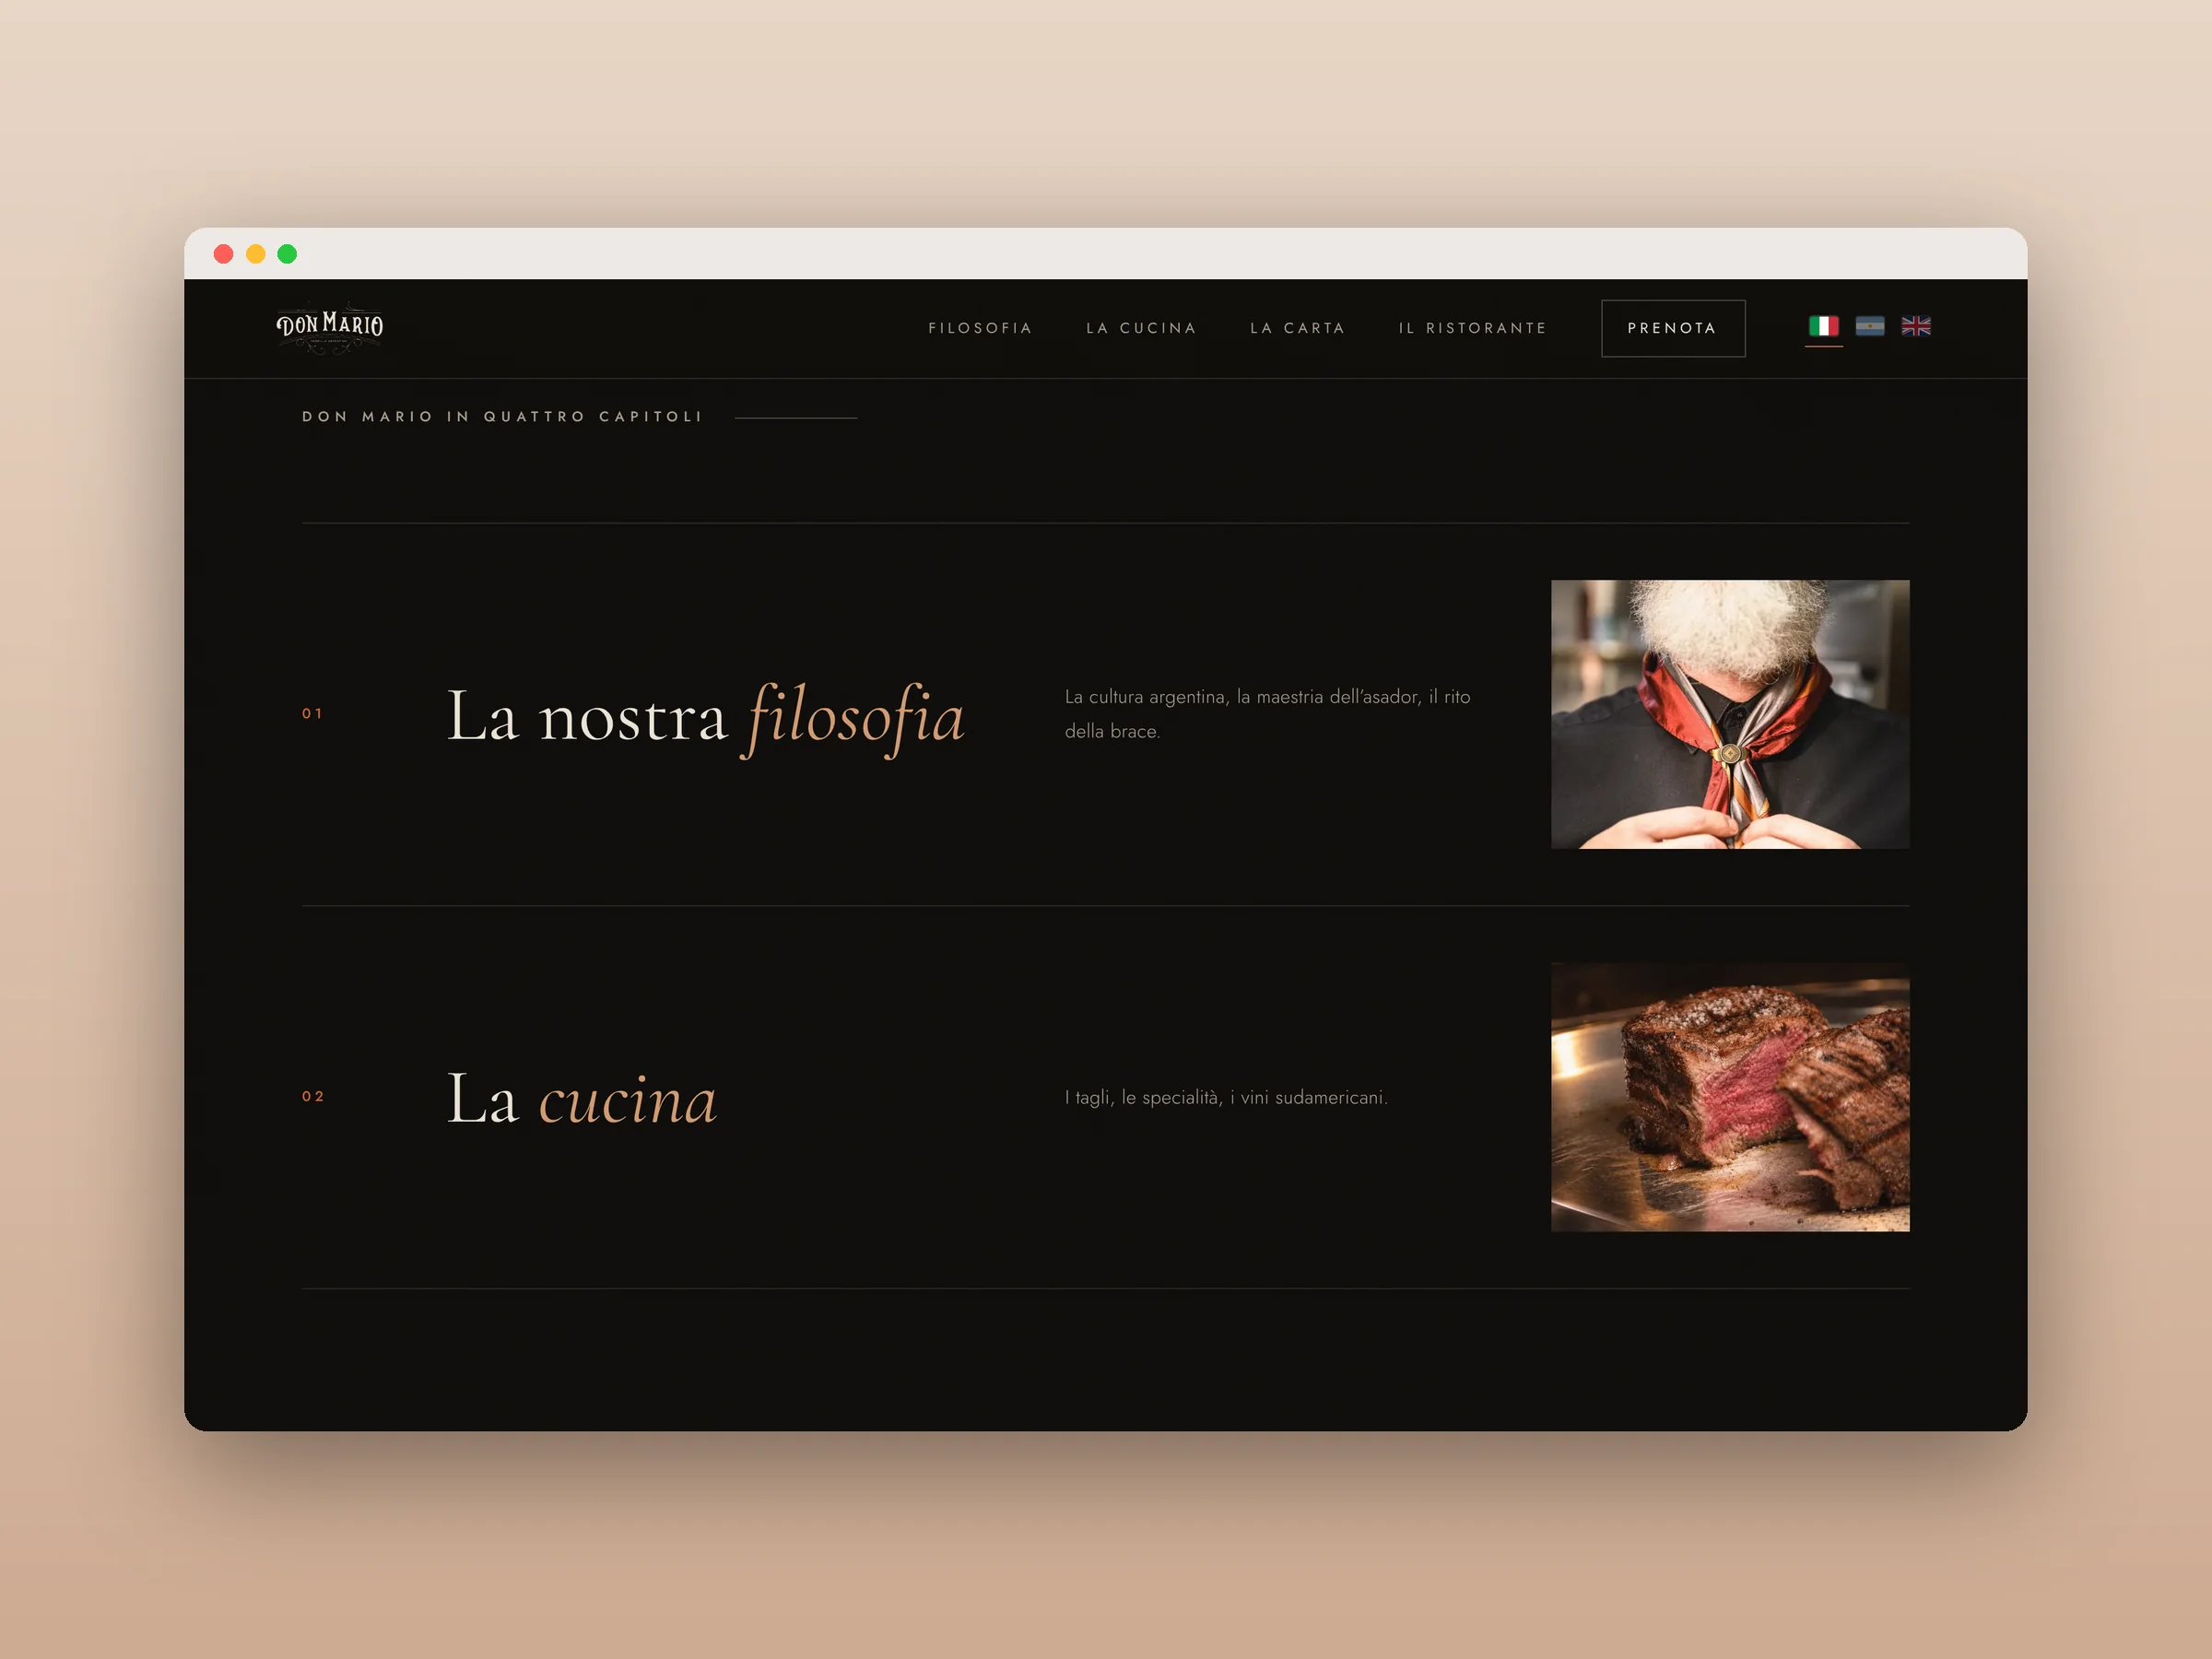 DON MARIO
FILOSOFIA
LA CUCINA
LA CARTA
IL RISTORANTE
PRENOTA
DON MARIO IN QUATTRO CAPITOLI
01
La nostra filosofia
La cultura argentina, la maestria dell’asador, il rito
della brace.
02
La cucina
I tagli, le specialità, i vini sudamericani.